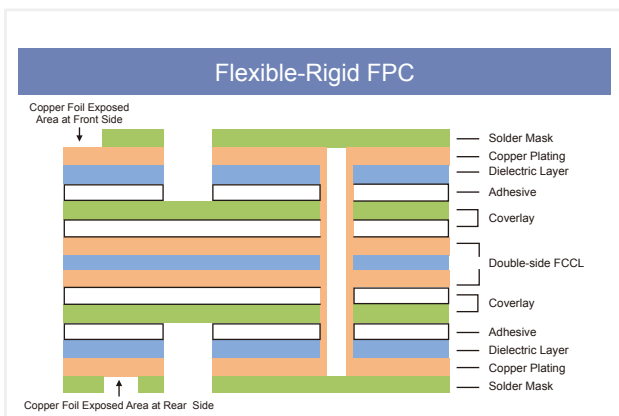 Flexible-Rigid FPC
Copper Foil Exposed
Area at Front Side
Solder Mask
Copper Plating
Dielectric Layer
Adhesive
Coverlay
Double-side FCCL
Coverlay
Adhesive
Dielectric Layer
Copper Plating
Solder Mask
Copper Foil Exposed Area at Rear Side